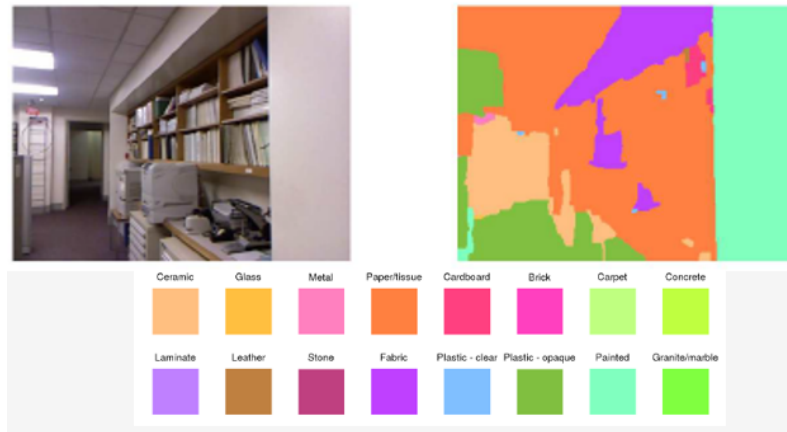 Ceramic Glass Metal Paper/tissue Cardboard Brick Carpet Concrete
Laminate Leather Stone Fabric Plastic - clear Plastic - opaque Painted Granite/marble